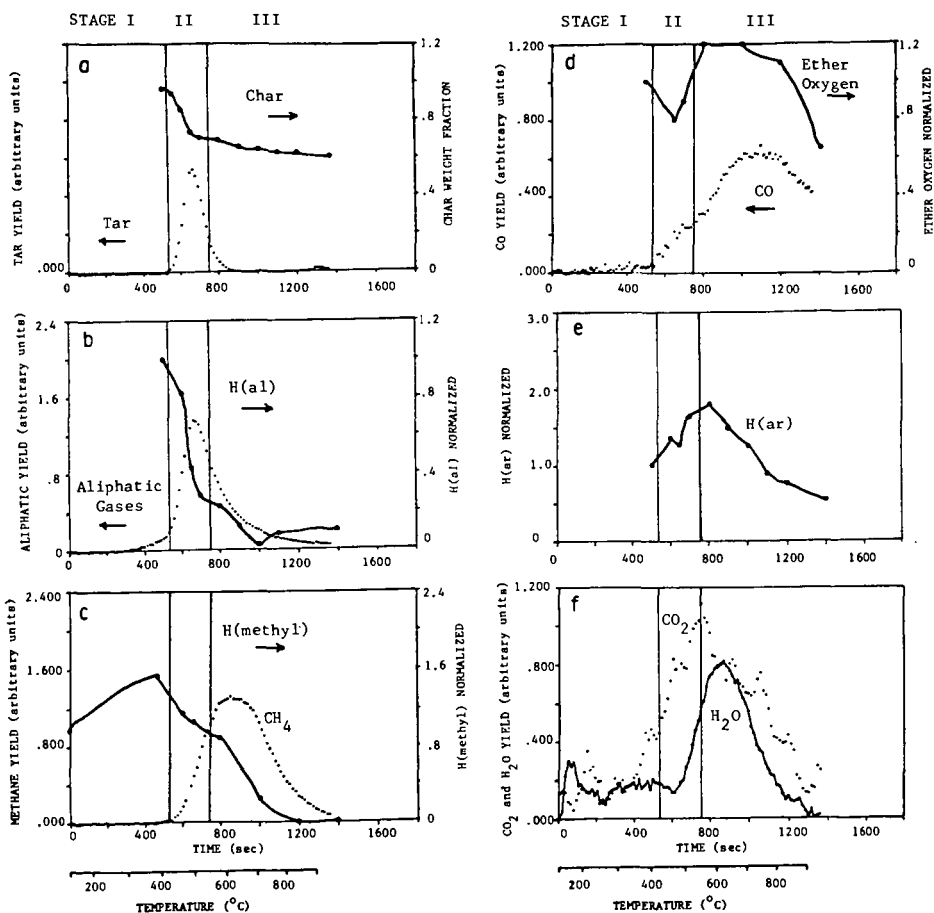 STAGE I II III
a
TAR YIELD (arbitrary units)
.000
Char
Tar
1.2
.8
.4
0
CHAR WEIGHT FRACTION
0 400 800 1200 1600
b
ALIPHATIC YIELD (arbitrary units)
2.4
1.6
.8
0
H(al)
Aliphatic
Gases
1.2
.8
.4
0
H(al) NORMALIZED
0 400 800 1200 1600
c
METHANE YIELD (arbitrary units)
2.400
1.600
.800
.000
H(methyl)
CH4
2.4
1.6
.8
0
H(methyl) NORMALIZED
0 400 800 1200 1600
TIME (sec)
200 400 500 600 700 800
TEMPERATURE (°C)
STAGE I II III
d
CO YIELD (arbitrary units)
1.200
.800
.400
.000
Ether
Oxygen
CO
1.2
.8
.4
0
ETHER OXYGEN NORMALIZED
0 400 800 1200 1600
e
H(ar) NORMALIZED
3.0
2.0
1.0
0
H(ar)
0 400 800 1200 1600
f
CO2 and H2O YIELD (arbitrary units)
1.200
.800
.400
.000
CO2
H2O
0 400 800 1200 1600
TIME (sec)
200 400 500 600 700 800
TEMPERATURE (°C)